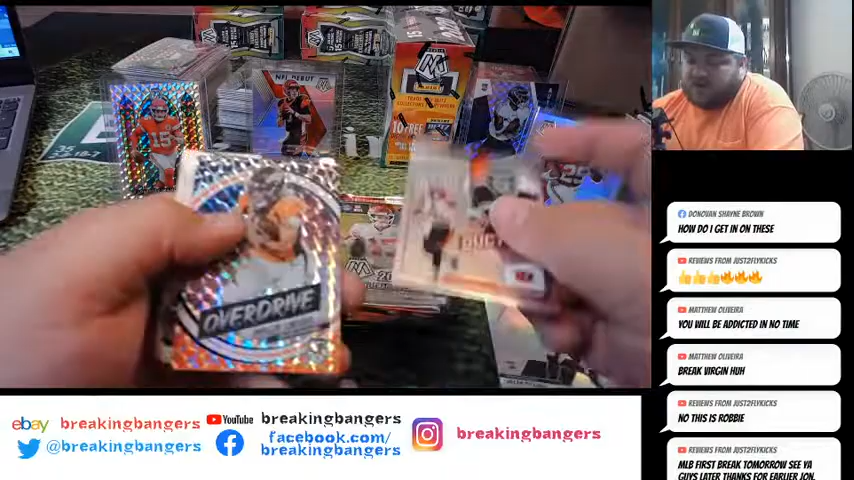 NFL DEBUT
15
OVERDRIVE
25
DONOVAN SHAYNE BROWN
HOW DO I GET IN ON THESE
REVIEWS FROM JUST2FLYKICKS
MATTHEW OLIVEIRA
YOU WILL BE ADDICTED IN NO TIME
MATTHEW OLIVEIRA
BREAK VIRGIN HUH
REVIEWS FROM JUST2FLYKICKS
NO THIS IS ROBBIE
REVIEWS FROM JUST2FLYKICKS
MLB FIRST BREAK TOMORROW SEE YA
GUYS LATER THANKS FOR EARLIER JON.
ebay breakingbangers
YouTube breakingbangers
@breakingbangers
facebook.com/
breakingbangers
breakingbangers